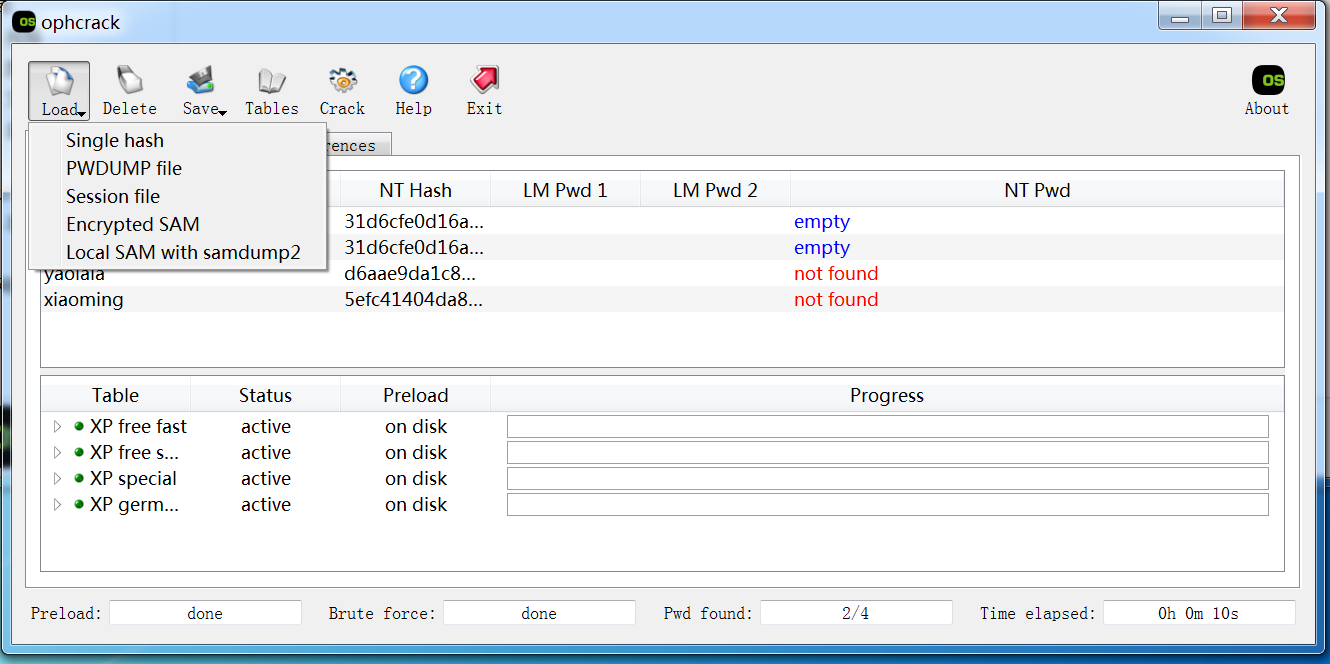 OS ophcrack
Load Delete Save Tables Crack Help Exit
OS
About
Single hash
PWDUMP file
Session file
Encrypted SAM
Local SAM with samdump2
rences
NT Hash LM Pwd 1 LM Pwd 2 NT Pwd
31d6cfe0d16a... empty
31d6cfe0d16a... empty
yaolala d6aae9da1c8... not found
xiaoming 5efc41404da8... not found
Table Status Preload Progress
XP free fast active on disk
XP free s... active on disk
XP special active on disk
XP germ... active on disk
Preload: done Brute force: done Pwd found: 2/4 Time elapsed: 0h 0m 10s